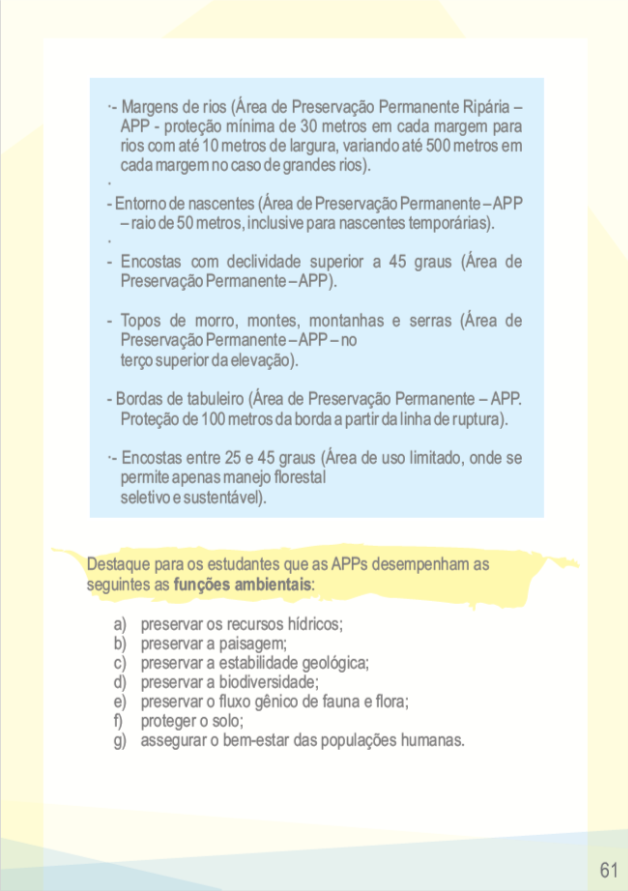 ·- Margens de rios (Área de Preservação Permanente Ripária –
APP - proteção mínima de 30 metros em cada margem para
rios com até 10 metros de largura, variando até 500 metros em
cada margem no caso de grandes rios).
·
- Entorno de nascentes (Área de Preservação Permanente – APP
– raio de 50 metros, inclusive para nascentes temporárias).
·
- Encostas com declividade superior a 45 graus (Área de
Preservação Permanente – APP).
- Topos de morro, montes, montanhas e serras (Área de
Preservação Permanente – APP – no
terço superior da elevação).
- Bordas de tabuleiro (Área de Preservação Permanente – APP.
Proteção de 100 metros da borda a partir da linha de ruptura).
·- Encostas entre 25 e 45 graus (Área de uso limitado, onde se
permite apenas manejo florestal
seletivo e sustentável).
Destaque para os estudantes que as APPs desempenham as
seguintes as funções ambientais:
a) preservar os recursos hídricos;
b) preservar a paisagem;
c) preservar a estabilidade geológica;
d) preservar a biodiversidade;
e) preservar o fluxo gênico de fauna e flora;
f) proteger o solo;
g) assegurar o bem-estar das populações humanas.
61